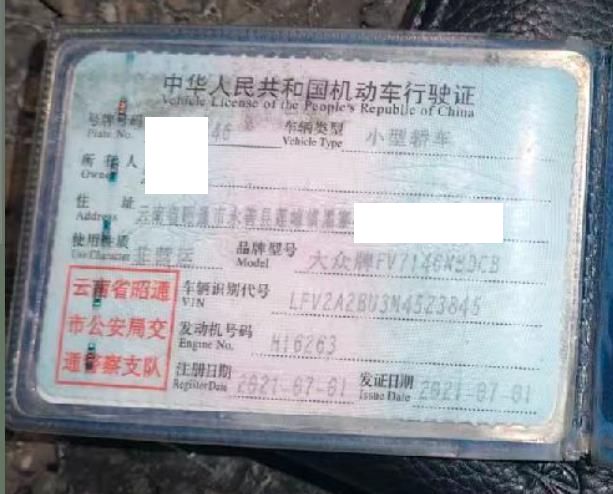 中华人民共和国机动车行驶证
Vehicle License of the People's Republic of China
号牌号码 46 车辆类型 小型轿车
Plate No. Vehicle Type
所有人
Owner
住 址 云南省昭通市永善县莲峰镇
Address
使用性质 非营运 品牌型号 大众牌
Use Character Model
云南省昭通
市公安局交
通警察支队
车辆识别代号 LFV2A2BU3M4523845
VIN
发动机号码 H16263
Engine No.
注册日期 2021-07-01 发证日期 2021-07-01
Register Date Issue Date